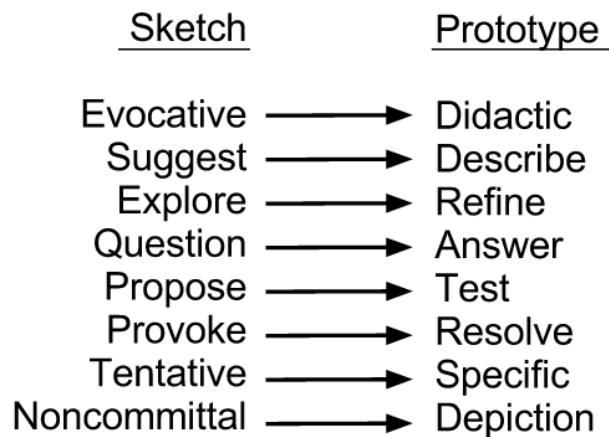 Sketch Prototype
Evocative Didactic
Suggest Describe
Explore Refine
Question Answer
Propose Test
Provoke Resolve
Tentative Specific
Noncommittal Depiction